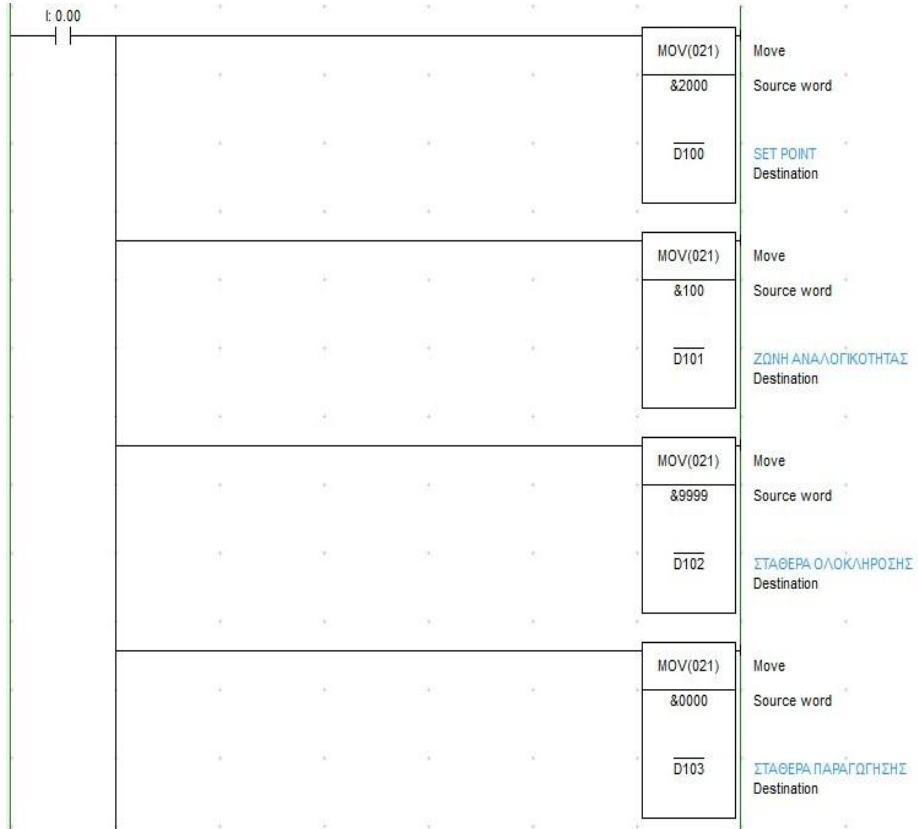 I: 0.00
MOV(021) Move
&2000 Source word
D100 SET POINT
Destination
MOV(021) Move
&100 Source word
D101 ΖΩΝΗ ΑΝΑΛΟΓΙΚΟΤΗΤΑΣ
Destination
MOV(021) Move
&9999 Source word
D102 ΣΤΑΘΕΡΑ ΟΛΟΚΛΗΡΟΣΗΣ
Destination
MOV(021) Move
&0000 Source word
D103 ΣΤΑΘΕΡΑ ΠΑΡΑΓΩΓΗΣΗΣ
Destination